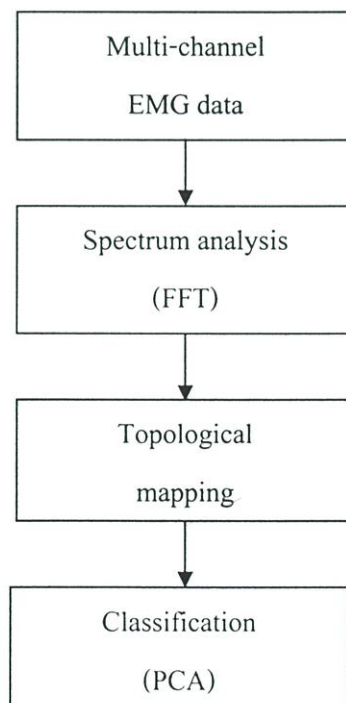 Multi-channel
EMG data
Spectrum analysis
(FFT)
Topological
mapping
Classification
(PCA)